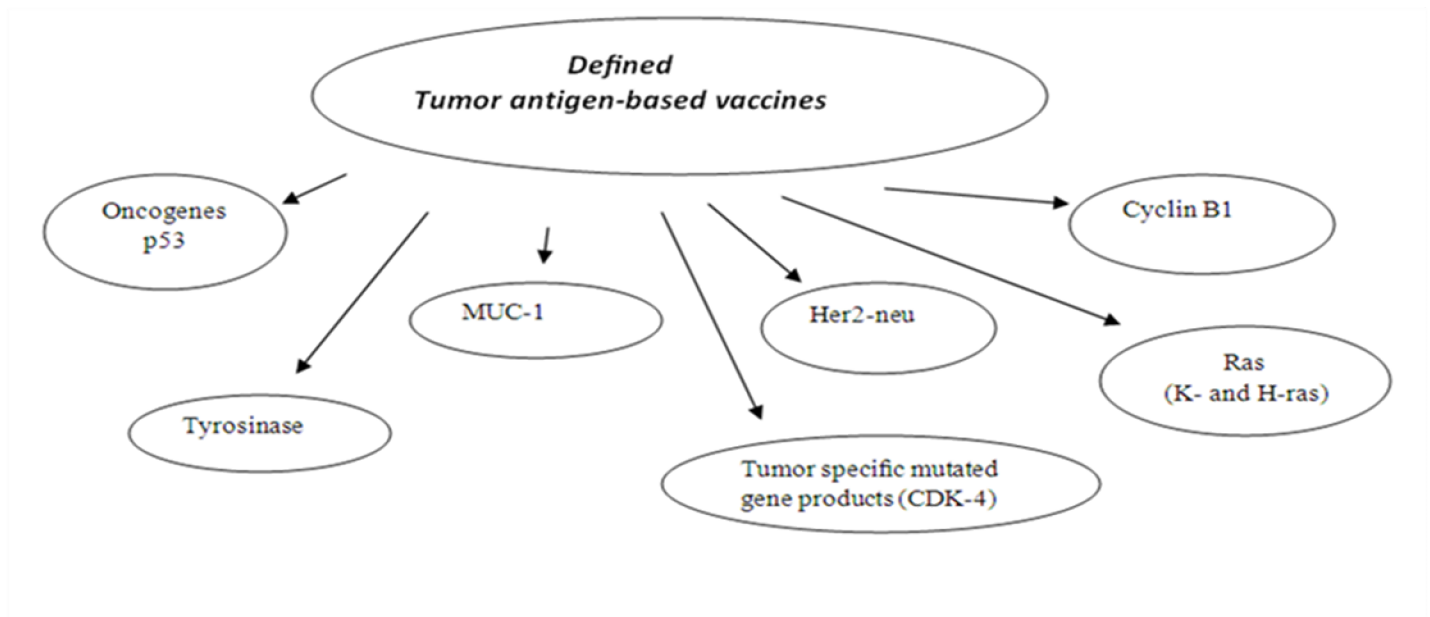 Defined
Tumor antigen-based vaccines
Oncogenes
p53
Cyclin B1
MUC-1
Her2-neu
Ras
(K- and H-ras)
Tyrosinase
Tumor specific mutated
gene products (CDK-4)